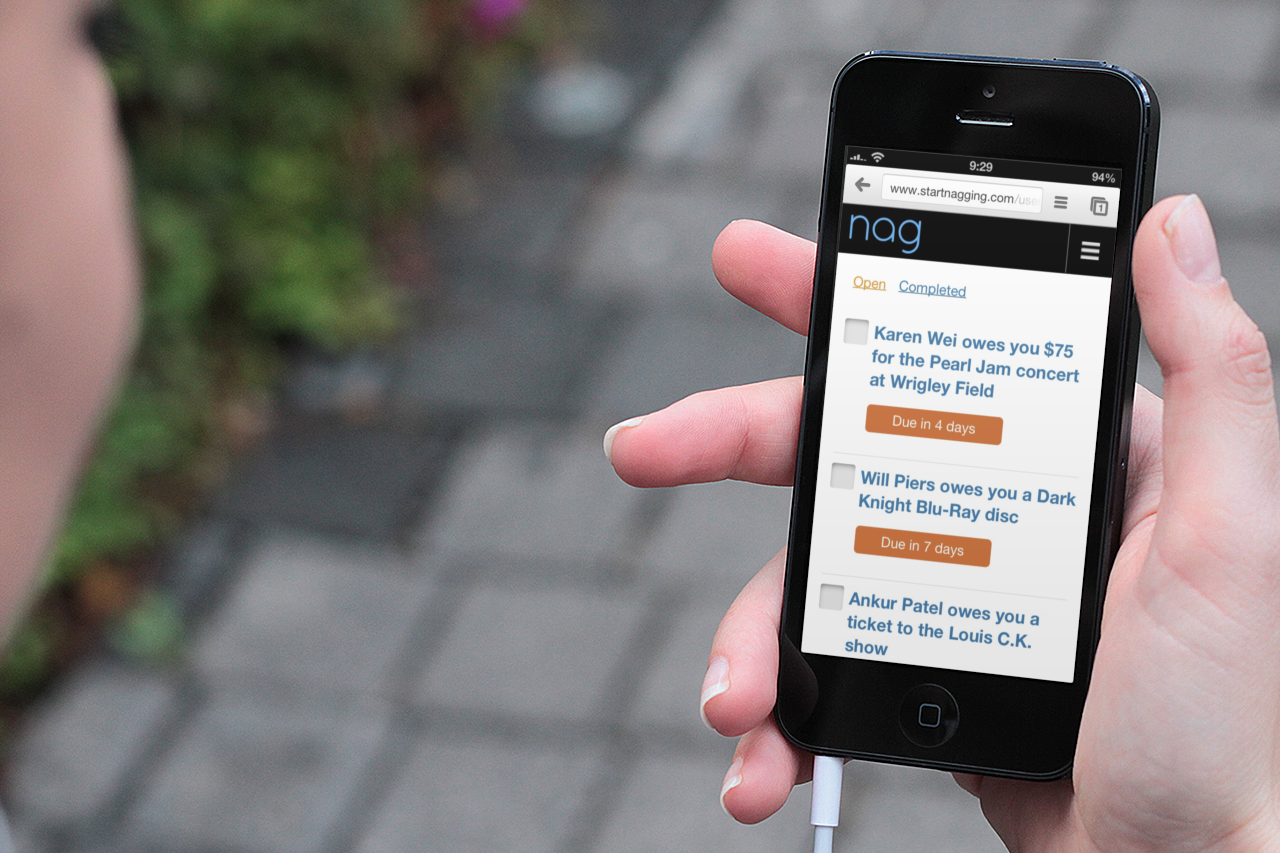 9:29
94%
www.startnagging.com/use
1
nag
Open Completed
Karen Wei owes you $75
for the Pearl Jam concert
at Wrigley Field
Due in 4 days
Will Piers owes you a Dark
Knight Blu-Ray disc
Due in 7 days
Ankur Patel owes you a
ticket to the Louis C.K.
show